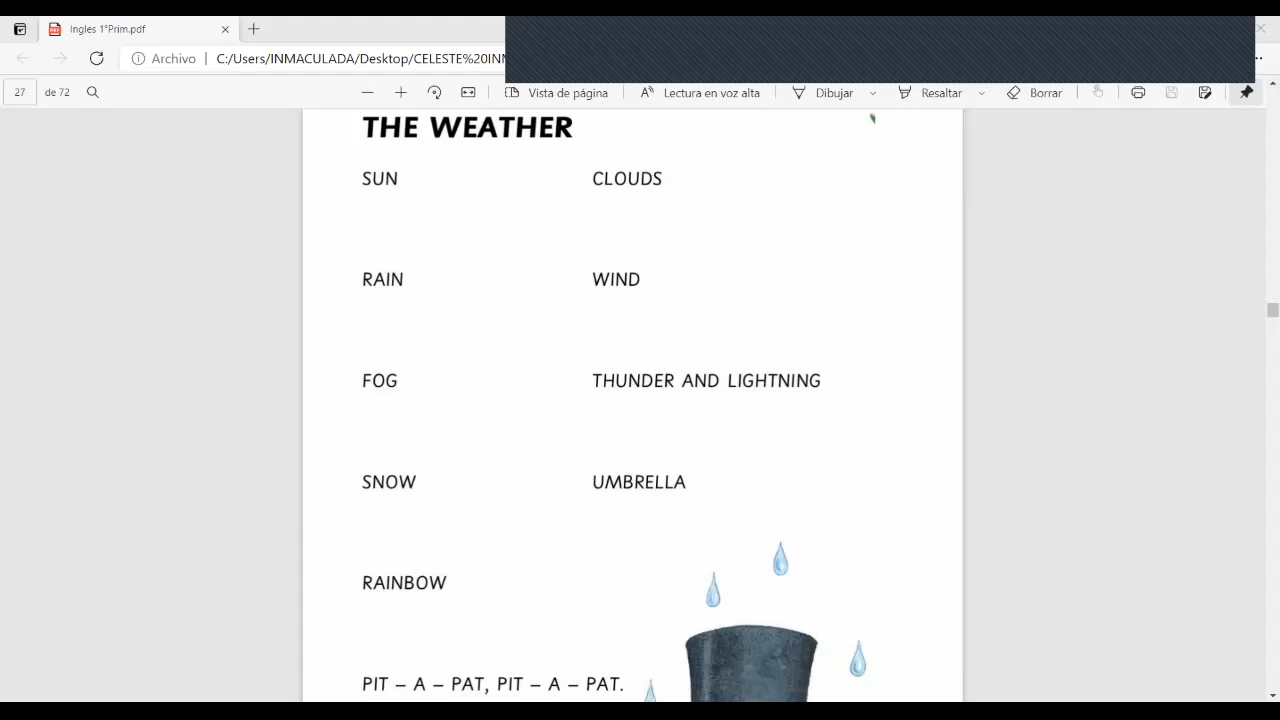 Ingles 1°Prim.pdf
Archivo | C:/Users/INMACULADA/Desktop/CELESTE%20IN
27 de 72 Vista de página Lectura en voz alta Dibujar Resaltar Borrar
THE WEATHER
SUN CLOUDS
RAIN WIND
FOG THUNDER AND LIGHTNING
SNOW UMBRELLA
RAINBOW
PIT – A – PAT, PIT – A – PAT.